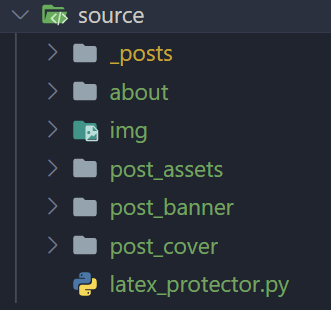 source
_posts
about
img
post_assets
post_banner
post_cover
latex_protector.py